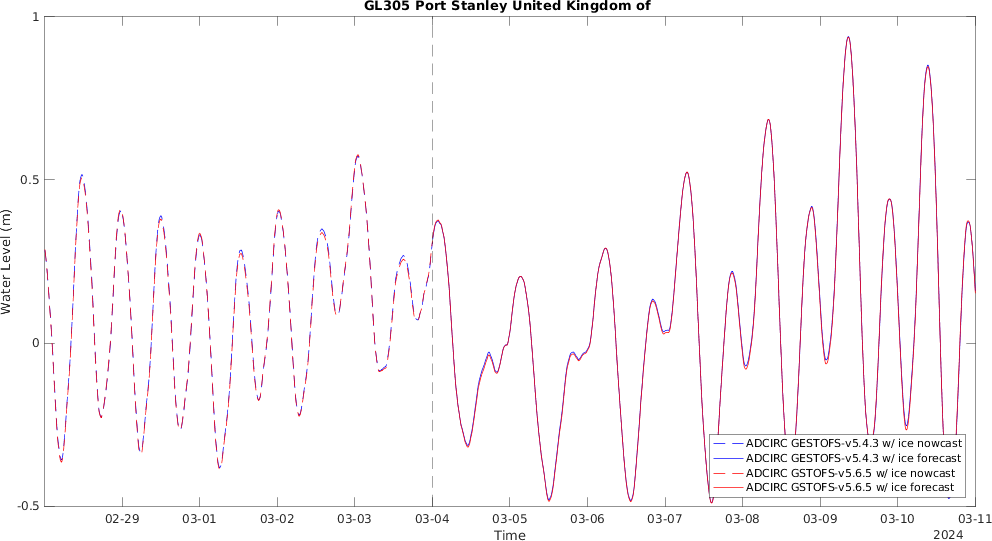 GL305 Port Stanley United Kingdom of
1
0.5
0
-0.5
Water Level (m)
02-29
03-01
03-02
03-03
03-04
03-05
03-06
03-07
03-08
03-09
03-10
03-11
Time
2024
ADCIRC GESTOFS-v5.4.3 w/ ice nowcast
ADCIRC GESTOFS-v5.4.3 w/ ice forecast
ADCIRC GSTOFS-v5.6.5 w/ ice nowcast
ADCIRC GSTOFS-v5.6.5 w/ ice forecast